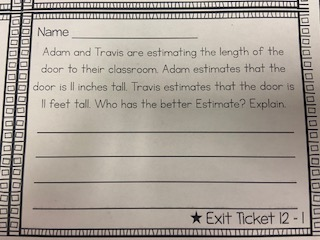 Name ____________________
Adam and Travis are estimating the length of the
door to their classroom. Adam estimates that the
door is 11 inches tall. Travis estimates that the door is
11 feet tall. Who has the better Estimate? Explain.
★ Exit Ticket 12 - 1